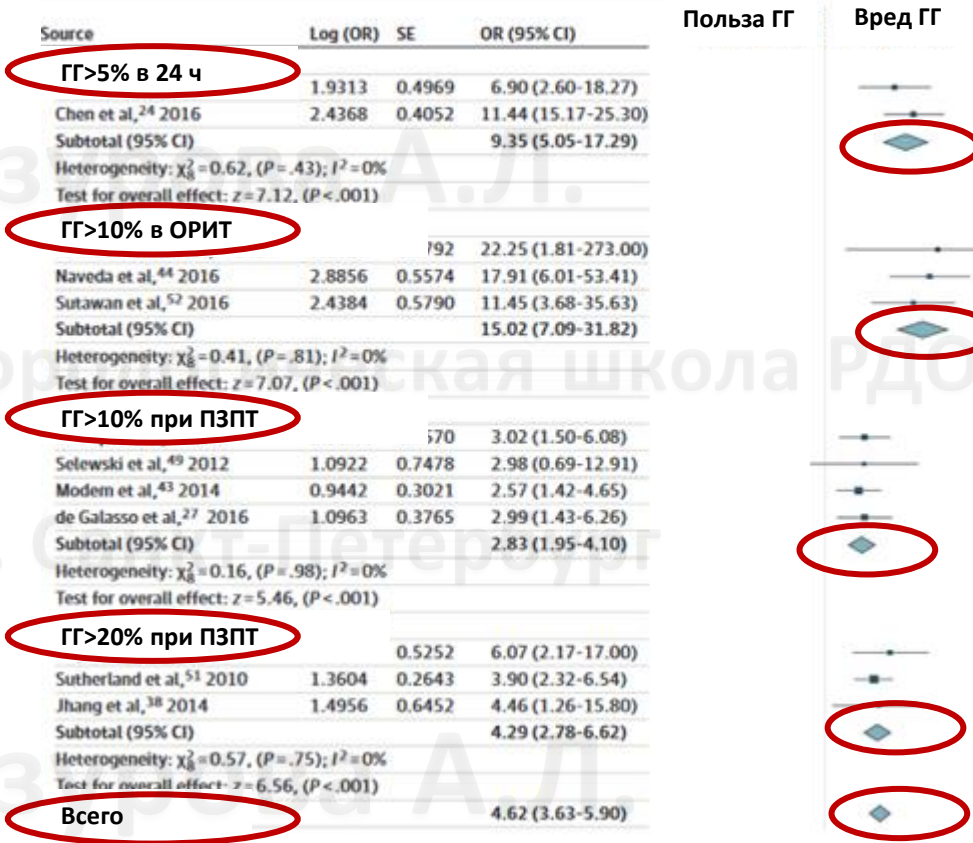 Польза ГГ Вред ГГ
Source Log (OR) SE OR (95% CI)
ГГ>5% в 24 ч
1.9313 0.4969 6.90 (2.60-18.27)
Chen et al,24 2016 2.4368 0.4052 11.44 (15.17-25.30)
Subtotal (95% CI) 9.35 (5.05-17.29)
Heterogeneity: χ²₈=0.62, (P=.43); I²=0%
Test for overall effect: z=7.12, (P<.001)
ГГ>10% в ОРИТ
792 22.25 (1.81-273.00)
Naveda et al,44 2016 2.8856 0.5574 17.91 (6.01-53.41)
Sutawan et al,52 2016 2.4384 0.5790 11.45 (3.68-35.63)
Subtotal (95% CI) 15.02 (7.09-31.82)
Heterogeneity: χ²₈=0.41, (P=.81); I²=0%
Test for overall effect: z=7.07, (P<.001)
ГГ>10% при ПЗПТ
570 3.02 (1.50-6.08)
Selewski et al,49 2012 1.0922 0.7478 2.98 (0.69-12.91)
Modem et al,43 2014 0.9442 0.3021 2.57 (1.42-4.65)
de Galasso et al,27 2016 1.0963 0.3765 2.99 (1.43-6.26)
Subtotal (95% CI) 2.83 (1.95-4.10)
Heterogeneity: χ²₈=0.16, (P=.98); I²=0%
Test for overall effect: z=5.46, (P<.001)
ГГ>20% при ПЗПТ
0.5252 6.07 (2.17-17.00)
Sutherland et al,51 2010 1.3604 0.2643 3.90 (2.32-6.54)
Jhang et al,38 2014 1.4956 0.6452 4.46 (1.26-15.80)
Subtotal (95% CI) 4.29 (2.78-6.62)
Heterogeneity: χ²₈=0.57, (P=.75); I²=0%
Test for overall effect: z=6.56, (P<.001)
Всего 4.62 (3.63-5.90)